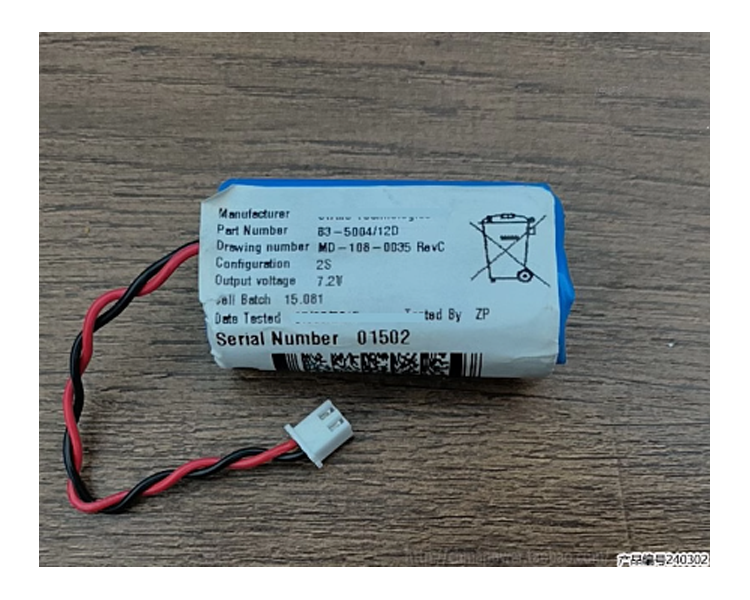 Manufacturer
Part Number 83-5004/12D
Drawing number MD-108-0035 RevC
Configuration 2S
Output voltage 7.2V
Cell Batch 15.081
Date Tested Tested By ZP
Serial Number 01502
产品编号240302